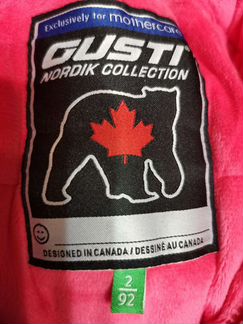 Exclusively for mothercare
GUSTI
NORDIK COLLECTION
DESIGNED IN CANADA / DESSINÉ AU CANADA
2
92